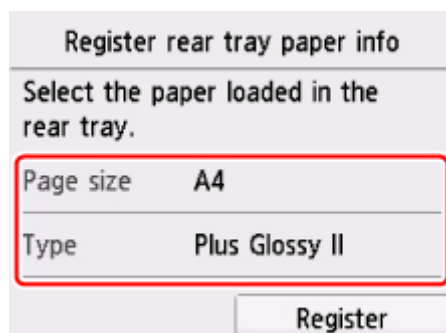 Register rear tray paper info
Select the paper loaded in the
rear tray.
Page size A4
Type Plus Glossy II
Register